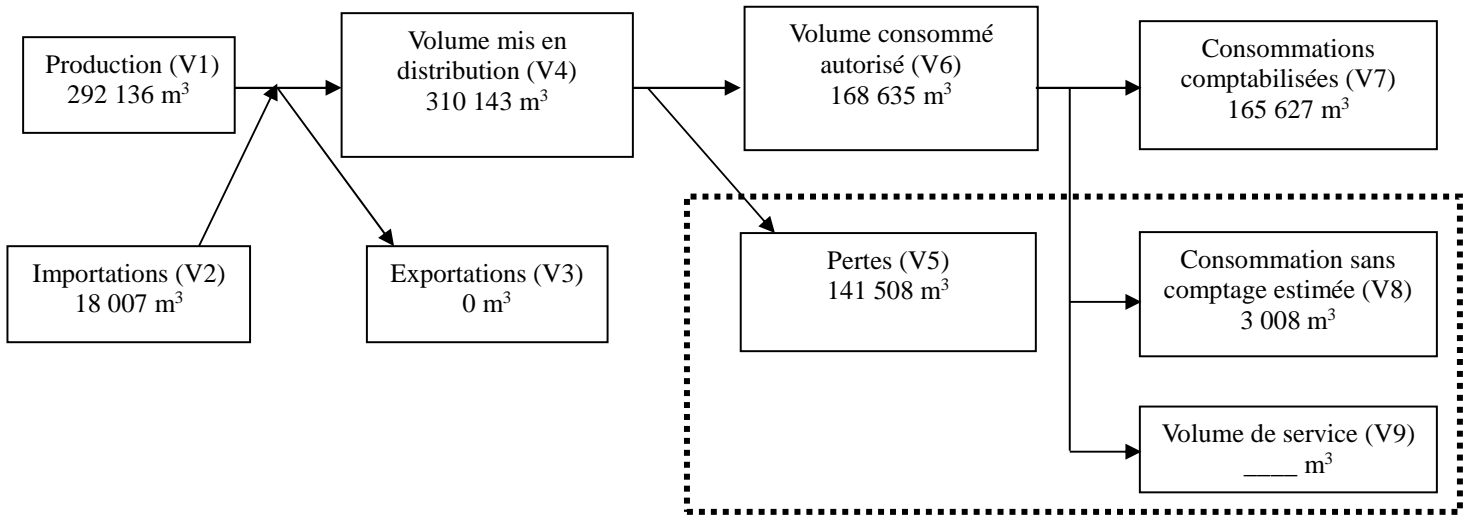 Production (V1)
292 136 m³
Volume mis en
distribution (V4)
310 143 m³
Volume consommé
autorisé (V6)
168 635 m³
Consommations
comptabilisées (V7)
165 627 m³
Importations (V2)
18 007 m³
Exportations (V3)
0 m³
Pertes (V5)
141 508 m³
Consommation sans
comptage estimée (V8)
3 008 m³
Volume de service (V9)
____ m³